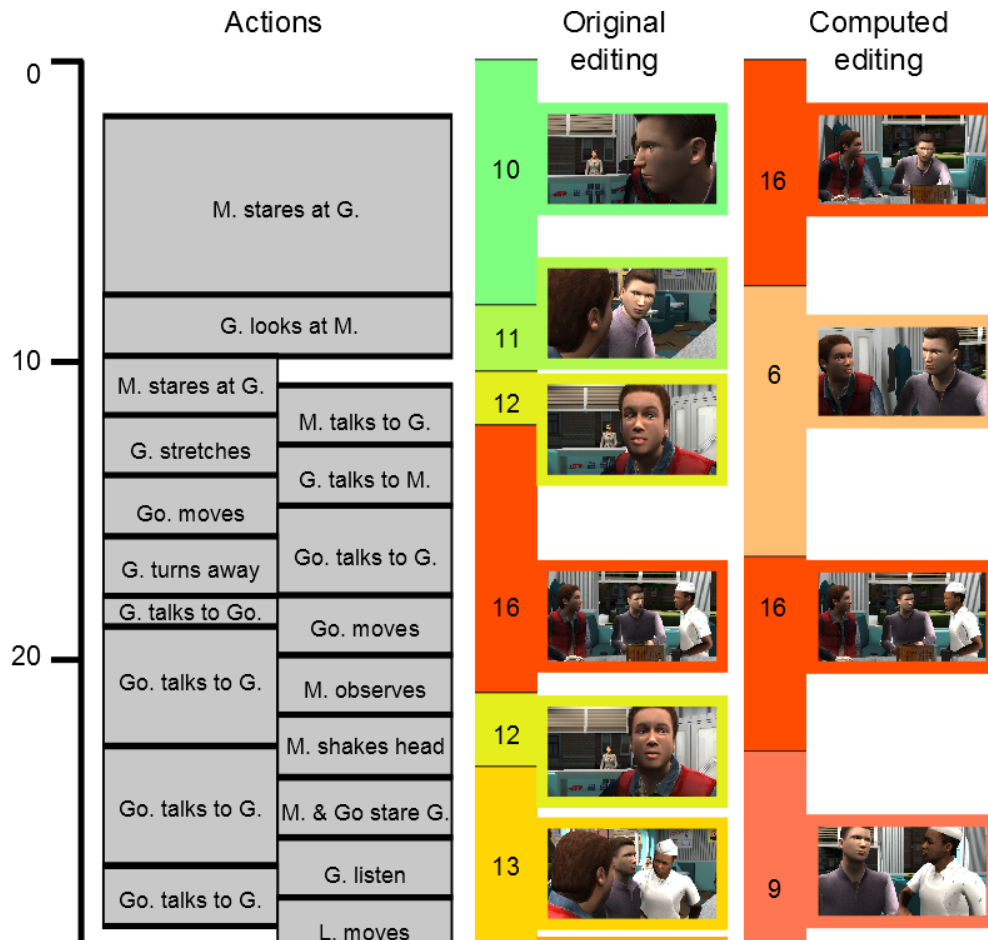 Actions
Original
editing
Computed
editing
0
10
20
M. stares at G.
G. looks at M.
M. stares at G.
M. talks to G.
G. stretches
G. talks to M.
Go. moves
Go. talks to G.
G. turns away
G. talks to Go.
Go. moves
Go. talks to G.
M. observes
M. shakes head
Go. talks to G.
M. & Go stare G.
G. listen
Go. talks to G.
L. moves
10
11
12
16
12
13
16
6
16
9